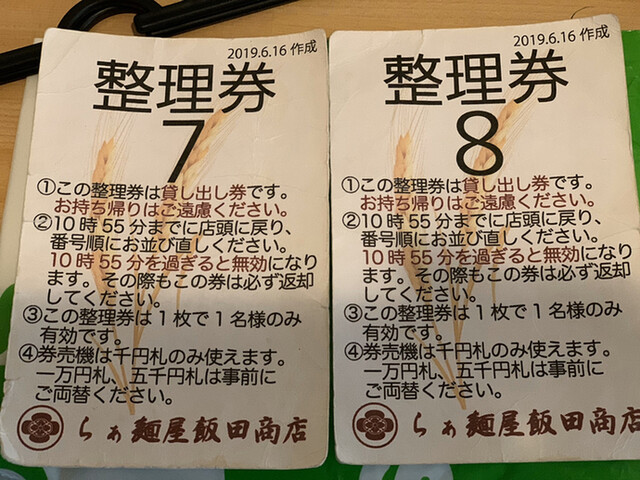 2019.6.16 作成
整理券
7
①この整理券は貸し出し券です。
お持ち帰りはご遠慮ください。
②10時55分までに店頭に戻り、
番号順にお並び直しください。
10時55分を過ぎると無効になり
ます。その際もこの券は必ず返却
してください。
③この整理券は1枚で1名様のみ
有効です。
④券売機は千円札のみ使えます。
一万円札、五千円札は事前に
ご両替ください。
らぁ麺屋飯田商店
2019.6.16 作成
整理券
8
①この整理券は貸し出し券です。
お持ち帰りはご遠慮ください。
②10時55分までに店頭に戻り、
番号順にお並び直しください。
10時55分を過ぎると無効になり
ます。その際もこの券は必ず返却
してください。
③この整理券は1枚で1名様のみ
有効です。
④券売機は千円札のみ使えます。
一万円札、五千円札は事前に
ご両替ください。
らぁ麺屋飯田商店